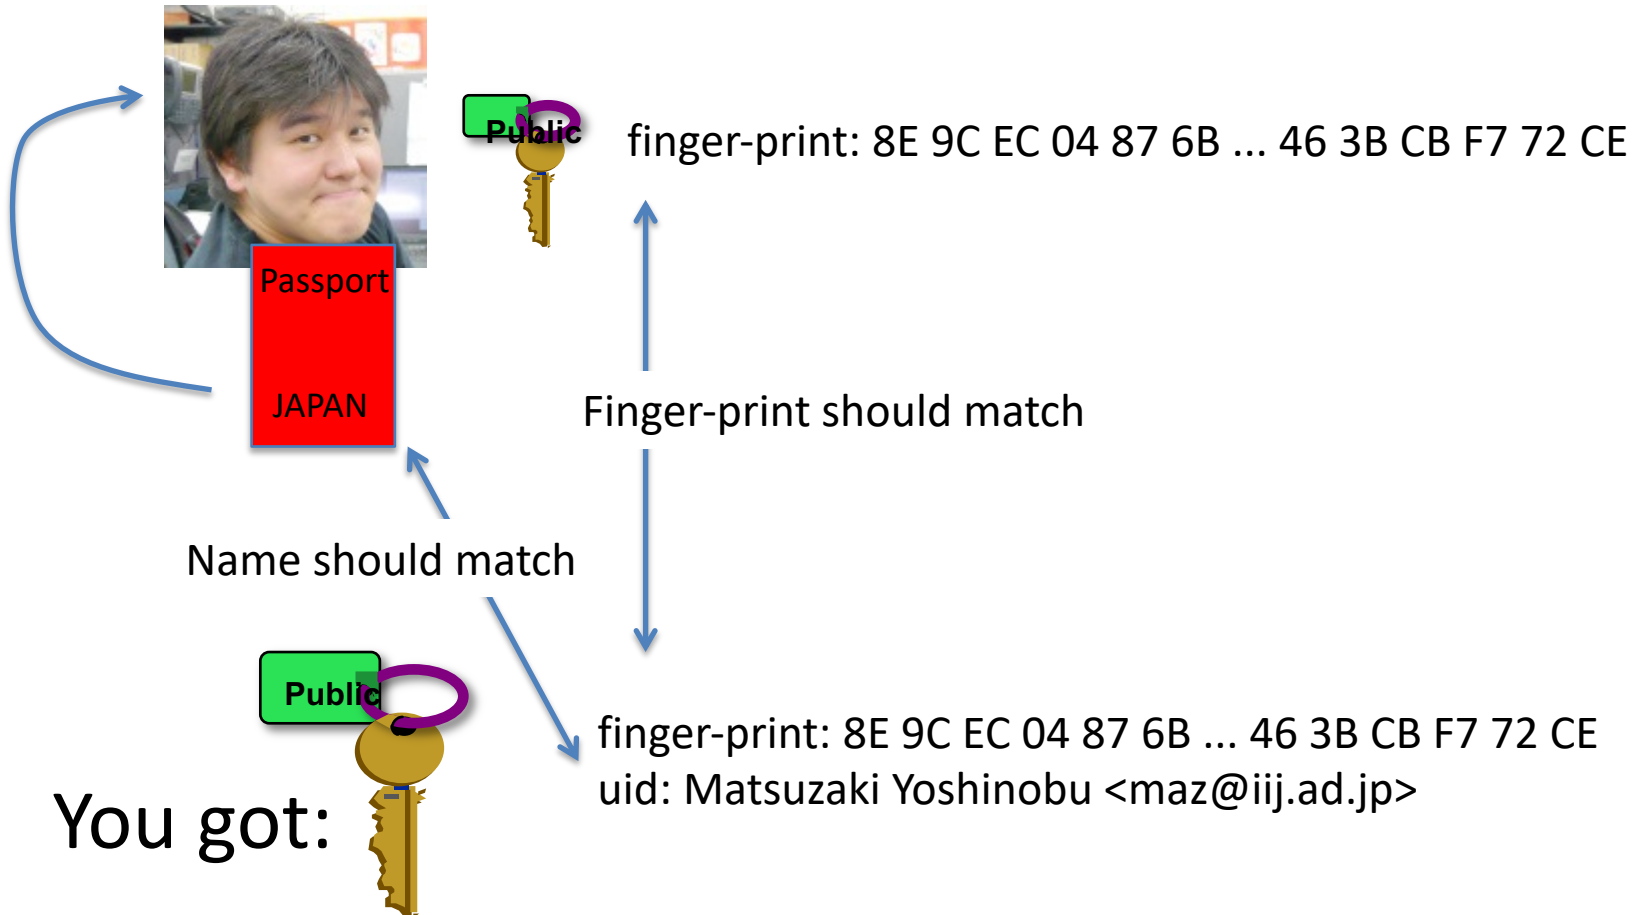 Public
finger-print: 8E 9C EC 04 87 6B ... 46 3B CB F7 72 CE
Passport
JAPAN
Finger-print should match
Name should match
Public
finger-print: 8E 9C EC 04 87 6B ... 46 3B CB F7 72 CE
uid: Matsuzaki Yoshinobu <maz@iij.ad.jp>
You got: